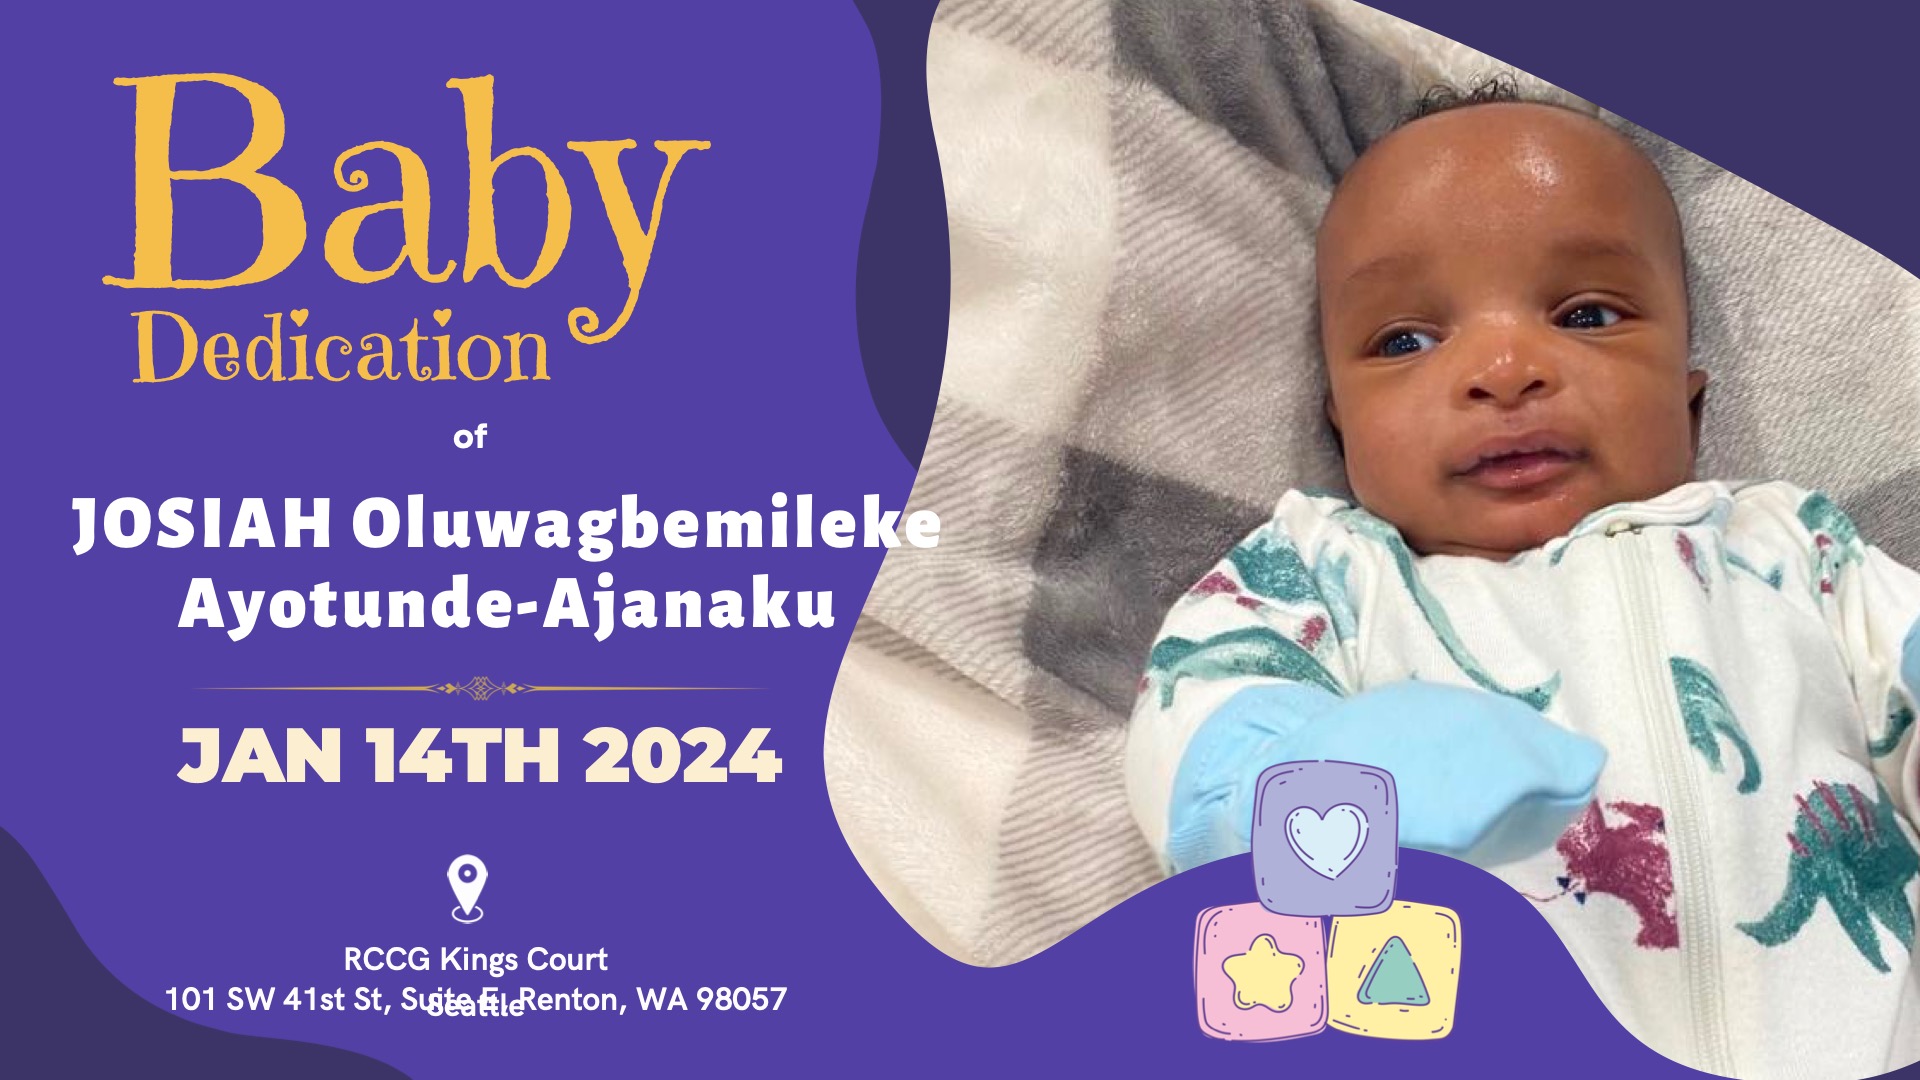 Baby
Dedication
of
JOSIAH Oluwagbemileke
Ayotunde-Ajanaku
JAN 14TH 2024
RCCG Kings Court
Seattle
101 SW 41st St, Suite E, Renton, WA 98057